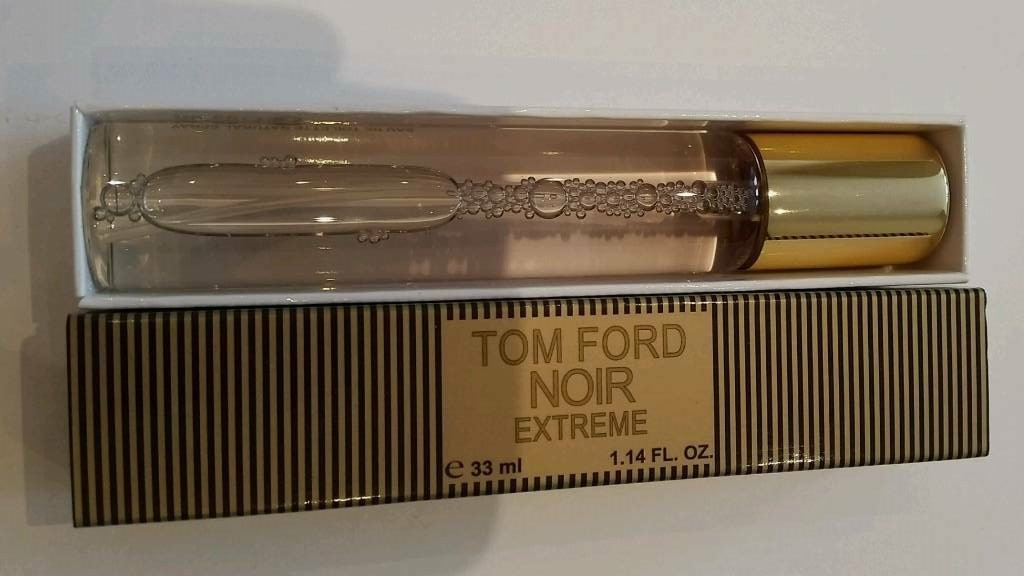 TOM FORD
NOIR
EXTREME
e 33 ml 1.14 FL. OZ.